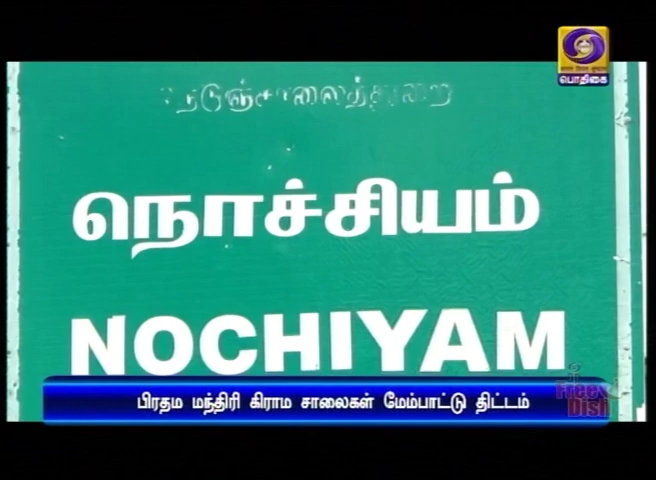 பொதிகை
நெடுஞ்சாலைத்துறை
நொச்சியம்
NOCHIYAM
பிரதம மந்திரி கிராம சாலைகள் மேம்பாட்டு திட்டம்
Free
Dish